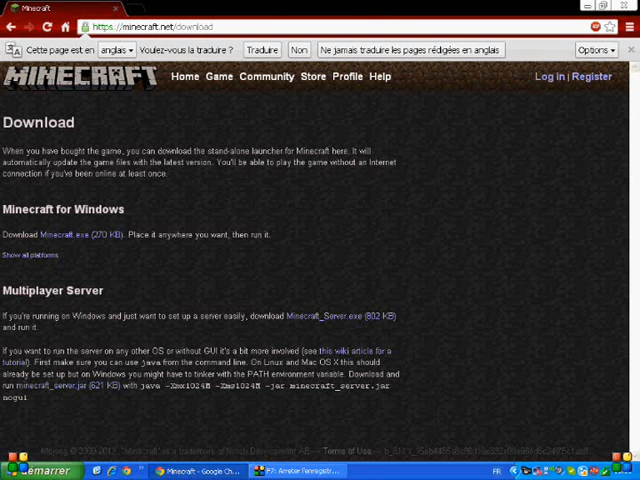 Minecraft
https://minecraft.net/download
Cette page est en anglais Voulez-vous la traduire ? Traduire Non Ne jamais traduire les pages rédigées en anglais Options
MINECRAFT Home Game Community Store Profile Help Log in | Register
Download
When you have bought the game, you can download the stand-alone launcher for Minecraft here. It will
automatically update the game files with the latest version. You'll be able to play the game without an Internet
connection if you've been online at least once.
Minecraft for Windows
Download Minecraft.exe (270 KB). Place it anywhere you want, then run it.
Show all platforms
Multiplayer Server
If you're running on Windows and just want to set up a server easily, download Minecraft_Server.exe (802 KB)
and run it.
If you want to run the server on any other OS or without GUI it's a bit more involved (see this wiki article for a
tutorial). First make sure you can use java from the command line. On Linux and Mac OS X this should
already be set up but on Windows you might have to tinker with the PATH environment variable. Download and
run minecraft_server.jar (621 KB) with java -Xmx1024M -Xms1024M -jar minecraft_server.jar
nogui
Terms of Use
démarrer Minecraft - Google Ch... F7: Arreter l'enregistr... FR